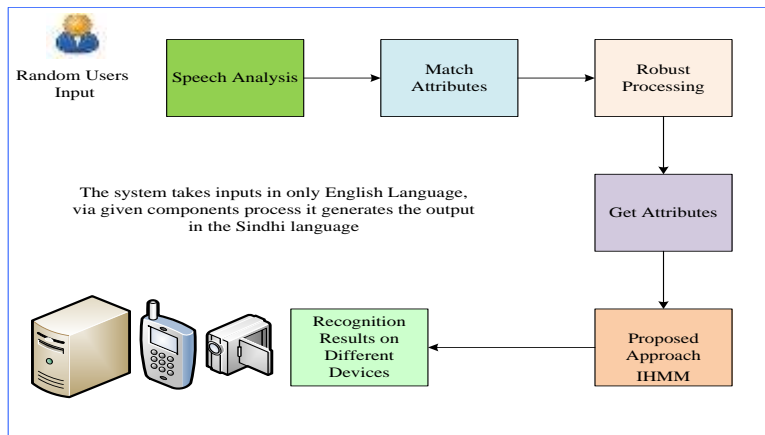 Random Users
Input
Speech Analysis
Match
Attributes
Robust
Processing
The system takes inputs in only English Language,
via given components process it generates the output
in the Sindhi language
Get Attributes
Recognition
Results on
Different
Devices
Proposed
Approach
IHMM